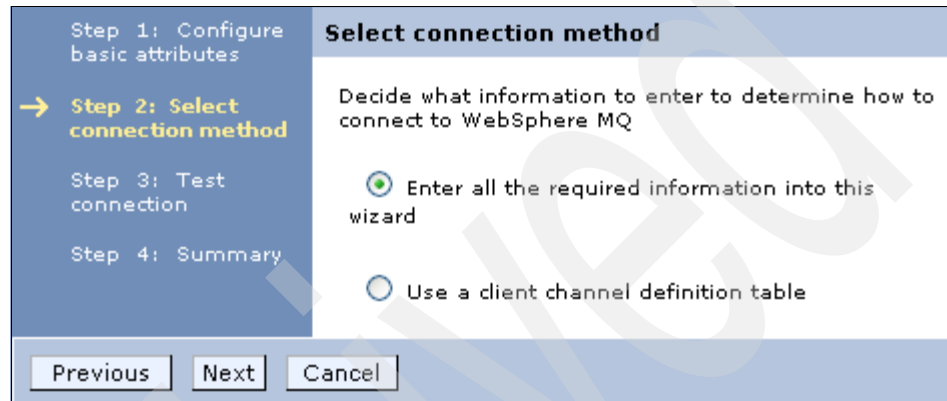 Step 1: Configure
basic attributes
Step 2: Select
connection method
Step 3: Test
connection
Step 4: Summary
Select connection method
Decide what information to enter to determine how to
connect to WebSphere MQ
Enter all the required information into this
wizard
Use a client channel definition table
Previous
Next
Cancel